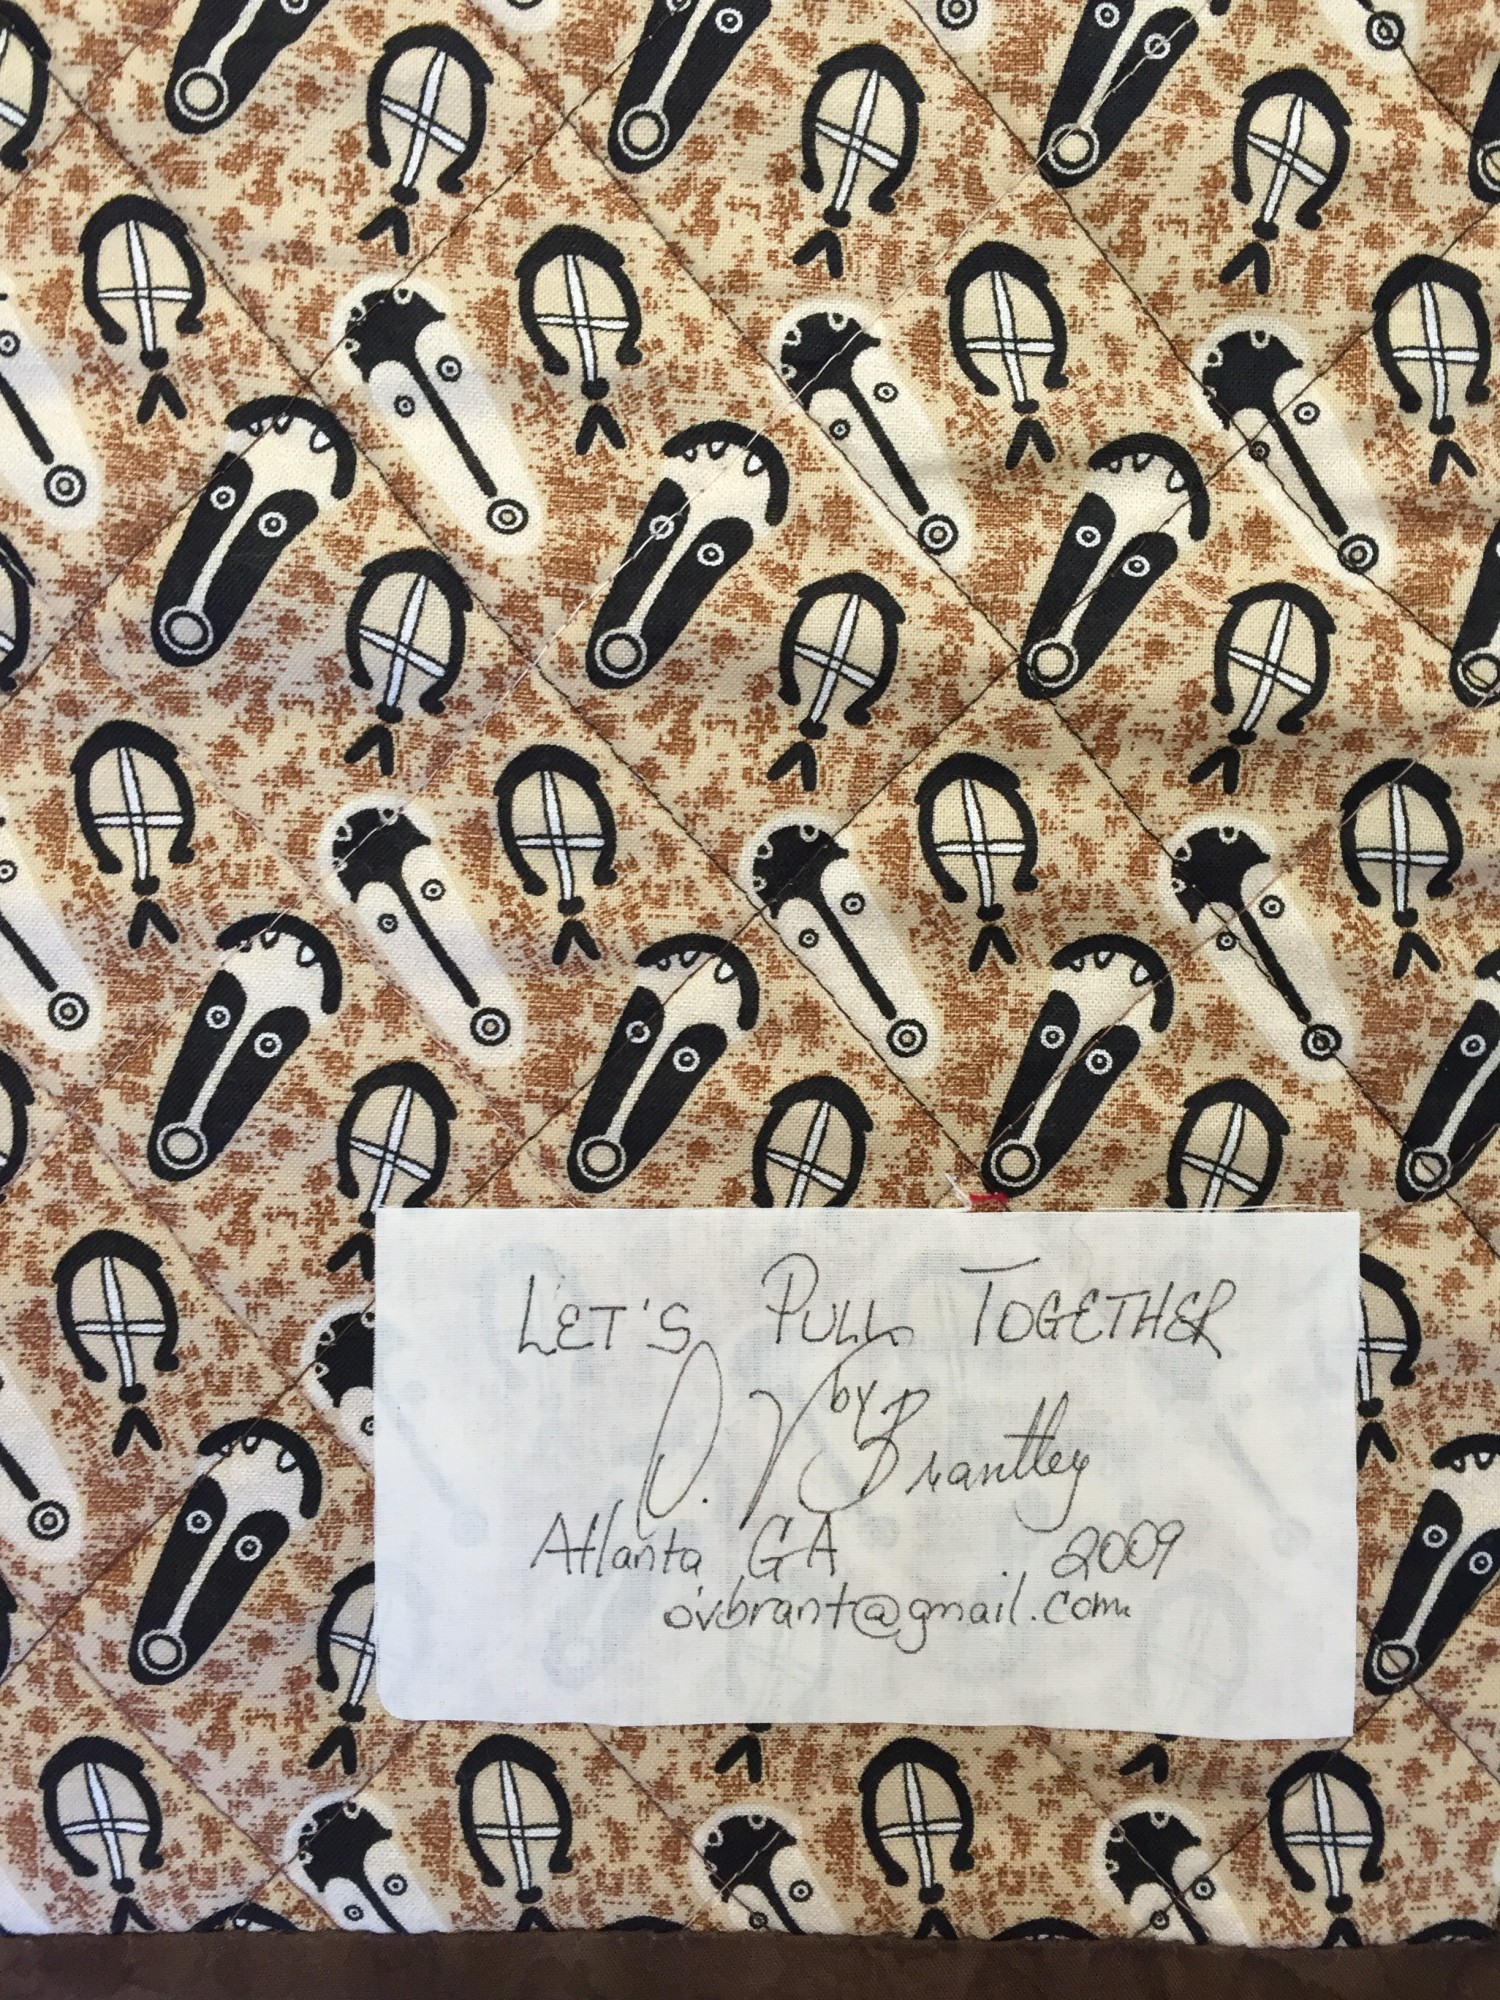 LET'S PULL TOGETHER
by
O. V. Brantley
Atlanta GA 2009
ovbrant@gmail.com